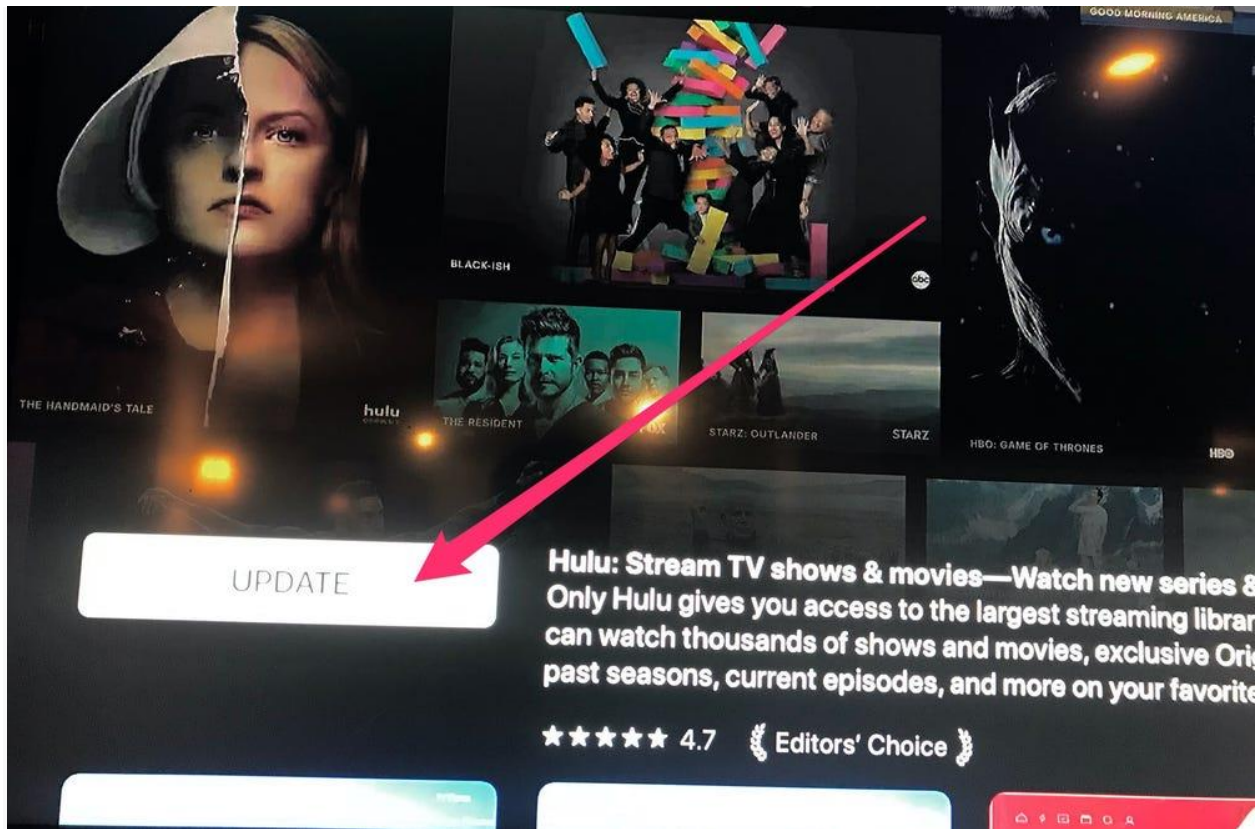 GOOD MORNING AMERICA
BLACK-ISH
abc
THE HANDMAID'S TALE
hulu
THE RESIDENT
FOX
STARZ: OUTLANDER
STARZ
HBO: GAME OF THRONES
HBO
UPDATE
Hulu: Stream TV shows & movies—Watch new series &
Only Hulu gives you access to the largest streaming librar
can watch thousands of shows and movies, exclusive Orig
past seasons, current episodes, and more on your favorite
4.7 Editors' Choice